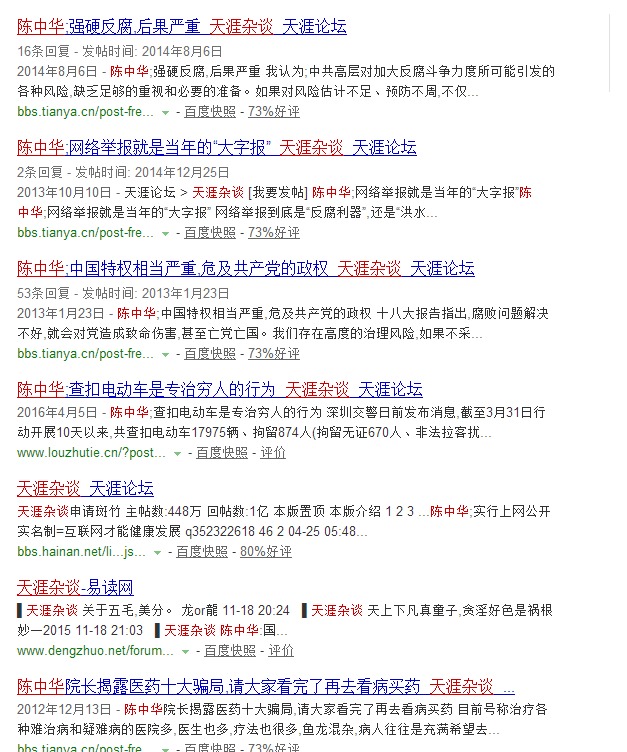 陈中华;强硬反腐,后果严重 天涯杂谈 天涯论坛
16条回复 - 发帖时间: 2014年8月6日
2014年8月6日 - 陈中华;强硬反腐,后果严重 我认为;中共高层对加大反腐斗争力度所可能引发的
各种风险,缺乏足够的重视和必要的准备。如果对风险估计不足、预防不周,不仅...
bbs.tianya.cn/post-fre... - 百度快照 - 73%好评
陈中华;网络举报就是当年的“大字报” 天涯杂谈 天涯论坛
2条回复 - 发帖时间: 2014年12月25日
2013年10月10日 - 天涯论坛 > 天涯杂谈 [我要发帖] 陈中华;网络举报就是当年的“大字报”陈
中华;网络举报就是当年的“大字报” 网络举报到底是“反腐利器”,还是“洪水...
bbs.tianya.cn/post-fre... - 百度快照 - 73%好评
陈中华;中国特权相当严重,危及共产党的政权 天涯杂谈 天涯论坛
53条回复 - 发帖时间: 2013年1月23日
2013年1月23日 - 陈中华;中国特权相当严重,危及共产党的政权 十八大报告指出,腐败问题解决
不好,就会对党造成致命伤害,甚至亡党亡国。我们存在高度的治理风险,如果不采...
bbs.tianya.cn/post-fre... - 百度快照 - 73%好评
陈中华;查扣电动车是专治穷人的行为 天涯杂谈 天涯论坛
2016年4月5日 - 陈中华;查扣电动车是专治穷人的行为 深圳交警日前发布消息,截至3月31日行
动开展10天以来,共查扣电动车17975辆、拘留874人(拘留无证670人、非法拉客扰...
www.louzhutie.cn/?post... - 百度快照 - 评价
天涯杂谈 天涯论坛
天涯杂谈申请斑竹 主帖数:448万 回帖数:1亿 本版置顶 本版介绍 1 2 3 ...陈中华;实行上网公开
实名制=互联网才能健康发展 q352322618 46 2 04-25 05:48...
bbs.hainan.net/li...js... - 百度快照 - 80%好评
天涯杂谈-易读网
▌天涯杂谈 关于五毛,美分。 龙or龍 11-18 20:24 ▌天涯杂谈 天上下凡真童子,贪淫好色是祸根
妙一2015 11-18 21:03 ▌天涯杂谈 陈中华:国...
www.dengzhuo.net/forum... - 百度快照 - 评价
陈中华院长揭露医药十大骗局,请大家看完了再去看病买药 天涯杂谈 ...
2012年12月13日 - 陈中华院长揭露医药十大骗局,请大家看完了再去看病买药 目前号称治疗各
种难治病和疑难病的医院多,医生也多,疗法也很多,鱼龙混杂,病人往往是充满希望去...
bbs.tianya.cn/post-fre... - 百度快照 - 73%好评